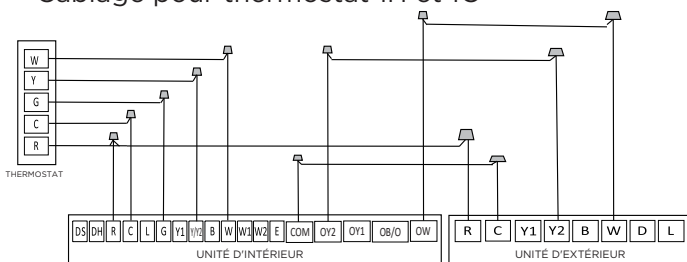 Câblage pour thermostat 1H et 1C
W
Y
G
C
R
THERMOSTAT
DS DH R C L G Y1 Y/Y2 B W W1 W2 E COM OY2 OY1 OB/O OW
UNITÉ D'INTÉRIEUR
R C Y1 Y2 B W D L
UNITÉ D'EXTÉRIEUR